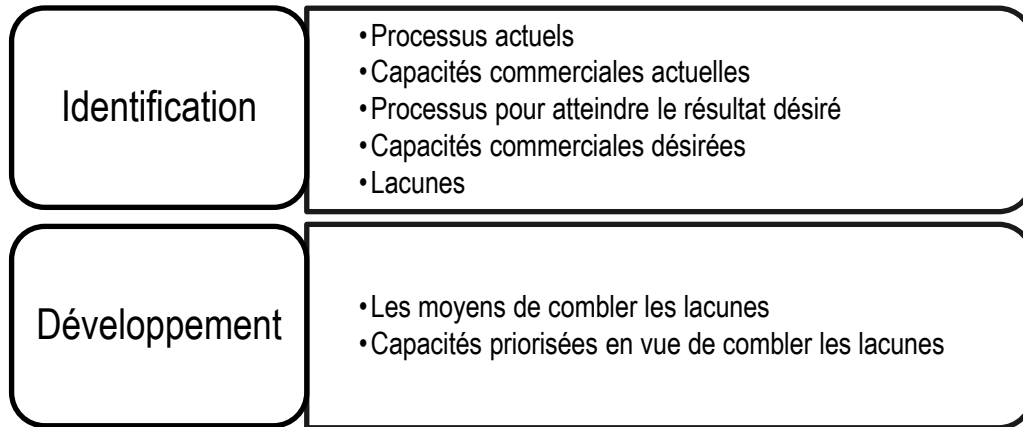 Identification
•Processus actuels
•Capacités commerciales actuelles
•Processus pour atteindre le résultat désiré
•Capacités commerciales désirées
•Lacunes
Développement
•Les moyens de combler les lacunes
•Capacités priorisées en vue de combler les lacunes